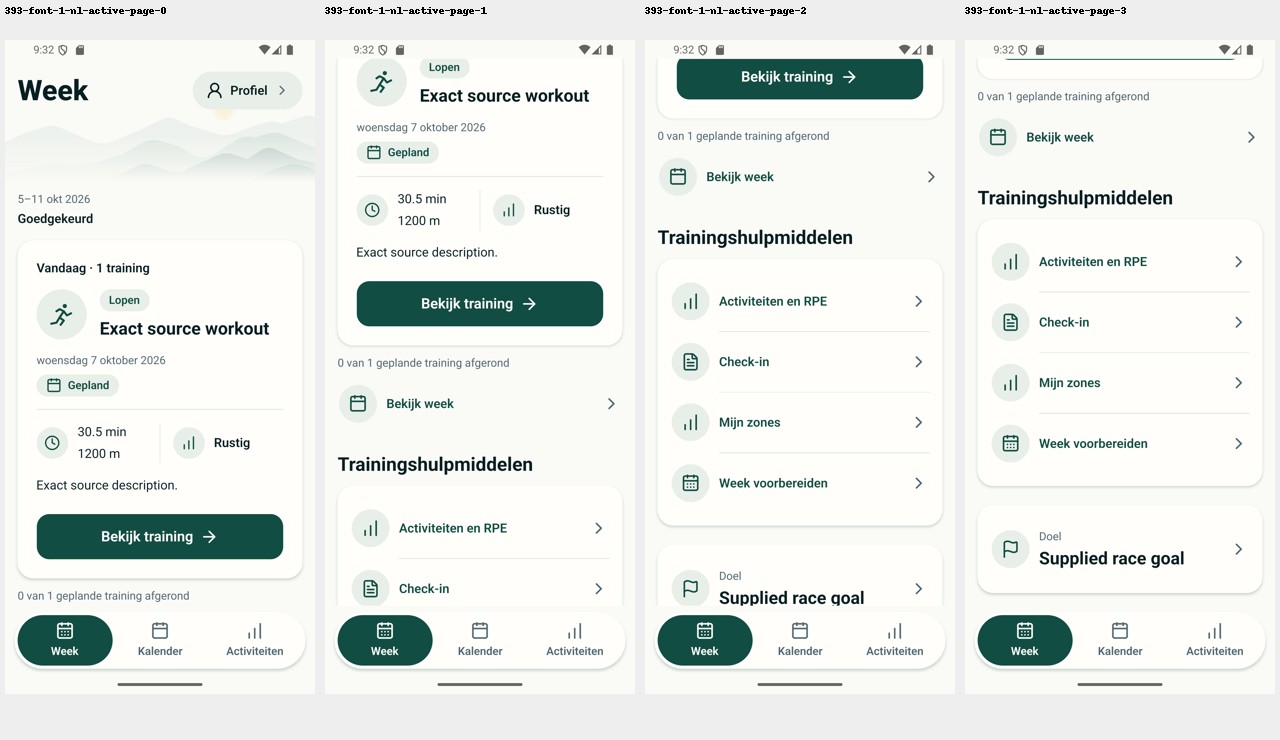 393-font-1-nl-active-page-0
9:32
Week
Profiel
5–11 okt 2026
Goedgekeurd
Vandaag · 1 training
Lopen
Exact source workout
woensdag 7 oktober 2026
Gepland
30.5 min
1200 m
Rustig
Exact source description.
Bekijk training
0 van 1 geplande training afgerond
Week
Kalender
Activiteiten
393-font-1-nl-active-page-1
9:32
Lopen
Exact source workout
woensdag 7 oktober 2026
Gepland
30.5 min
1200 m
Rustig
Exact source description.
Bekijk training
0 van 1 geplande training afgerond
Bekijk week
Trainingshulpmiddelen
Activiteiten en RPE
Check-in
Week
Kalender
Activiteiten
393-font-1-nl-active-page-2
9:32
Bekijk training
0 van 1 geplande training afgerond
Bekijk week
Trainingshulpmiddelen
Activiteiten en RPE
Check-in
Mijn zones
Week voorbereiden
Doel
Supplied race goal
Week
Kalender
Activiteiten
393-font-1-nl-active-page-3
9:32
0 van 1 geplande training afgerond
Bekijk week
Trainingshulpmiddelen
Activiteiten en RPE
Check-in
Mijn zones
Week voorbereiden
Doel
Supplied race goal
Week
Kalender
Activiteiten